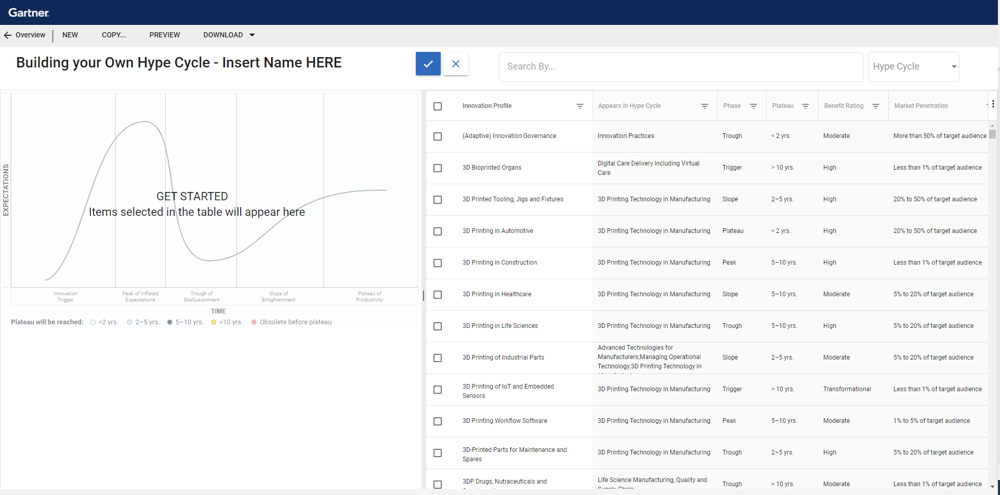 Gartner.
Overview NEW COPY... PREVIEW DOWNLOAD
Building your Own Hype Cycle - Insert Name HERE
Search By...
Hype Cycle
EXPECTATIONS
GET STARTED
Items selected in the table will appear here
Innovation Trigger
Peak of Inflated Expectations
Trough of Disillusionment
Slope of Enlightenment
Plateau of Productivity
TIME
Plateau will be reached: <2 yrs. 2–5 yrs. 5–10 yrs. >10 yrs. Obsolete before plateau
Innovation Profile Appears In Hype Cycle Phase Plateau Benefit Rating Market Penetration
(Adaptive) Innovation Governance Innovation Practices Trough < 2 yrs. Moderate More than 50% of target audience
3D Bioprinted Organs Digital Care Delivery Including Virtual Care Trigger > 10 yrs. High Less than 1% of target audience
3D Printed Tooling, Jigs and Fixtures 3D Printing Technology in Manufacturing Slope 2–5 yrs. High 20% to 50% of target audience
3D Printing in Automotive 3D Printing Technology in Manufacturing Plateau < 2 yrs. High 20% to 50% of target audience
3D Printing in Construction 3D Printing Technology in Manufacturing Peak 5–10 yrs. High Less than 1% of target audience
3D Printing in Healthcare 3D Printing Technology in Manufacturing Slope 5–10 yrs. Moderate 5% to 20% of target audience
3D Printing in Life Sciences 3D Printing Technology in Manufacturing Trough 5–10 yrs. High 5% to 20% of target audience
3D Printing of Industrial Parts Advanced Technologies for Manufacturers;Managing Operational Technology;3D Printing Technology in Slope 2–5 yrs. Moderate 5% to 20% of target audience
3D Printing of IoT and Embedded Sensors 3D Printing Technology in Manufacturing Trigger > 10 yrs. Transformational Less than 1% of target audience
3D Printing Workflow Software 3D Printing Technology in Manufacturing Peak 5–10 yrs. Moderate 1% to 5% of target audience
3D-Printed Parts for Maintenance and Spares 3D Printing Technology in Manufacturing Trough 2–5 yrs. High 5% to 20% of target audience
3DP Drugs, Nutraceuticals and Life Science Manufacturing, Quality and Supply Chain Trough > 10 yrs. Moderate Less than 1% of target audience